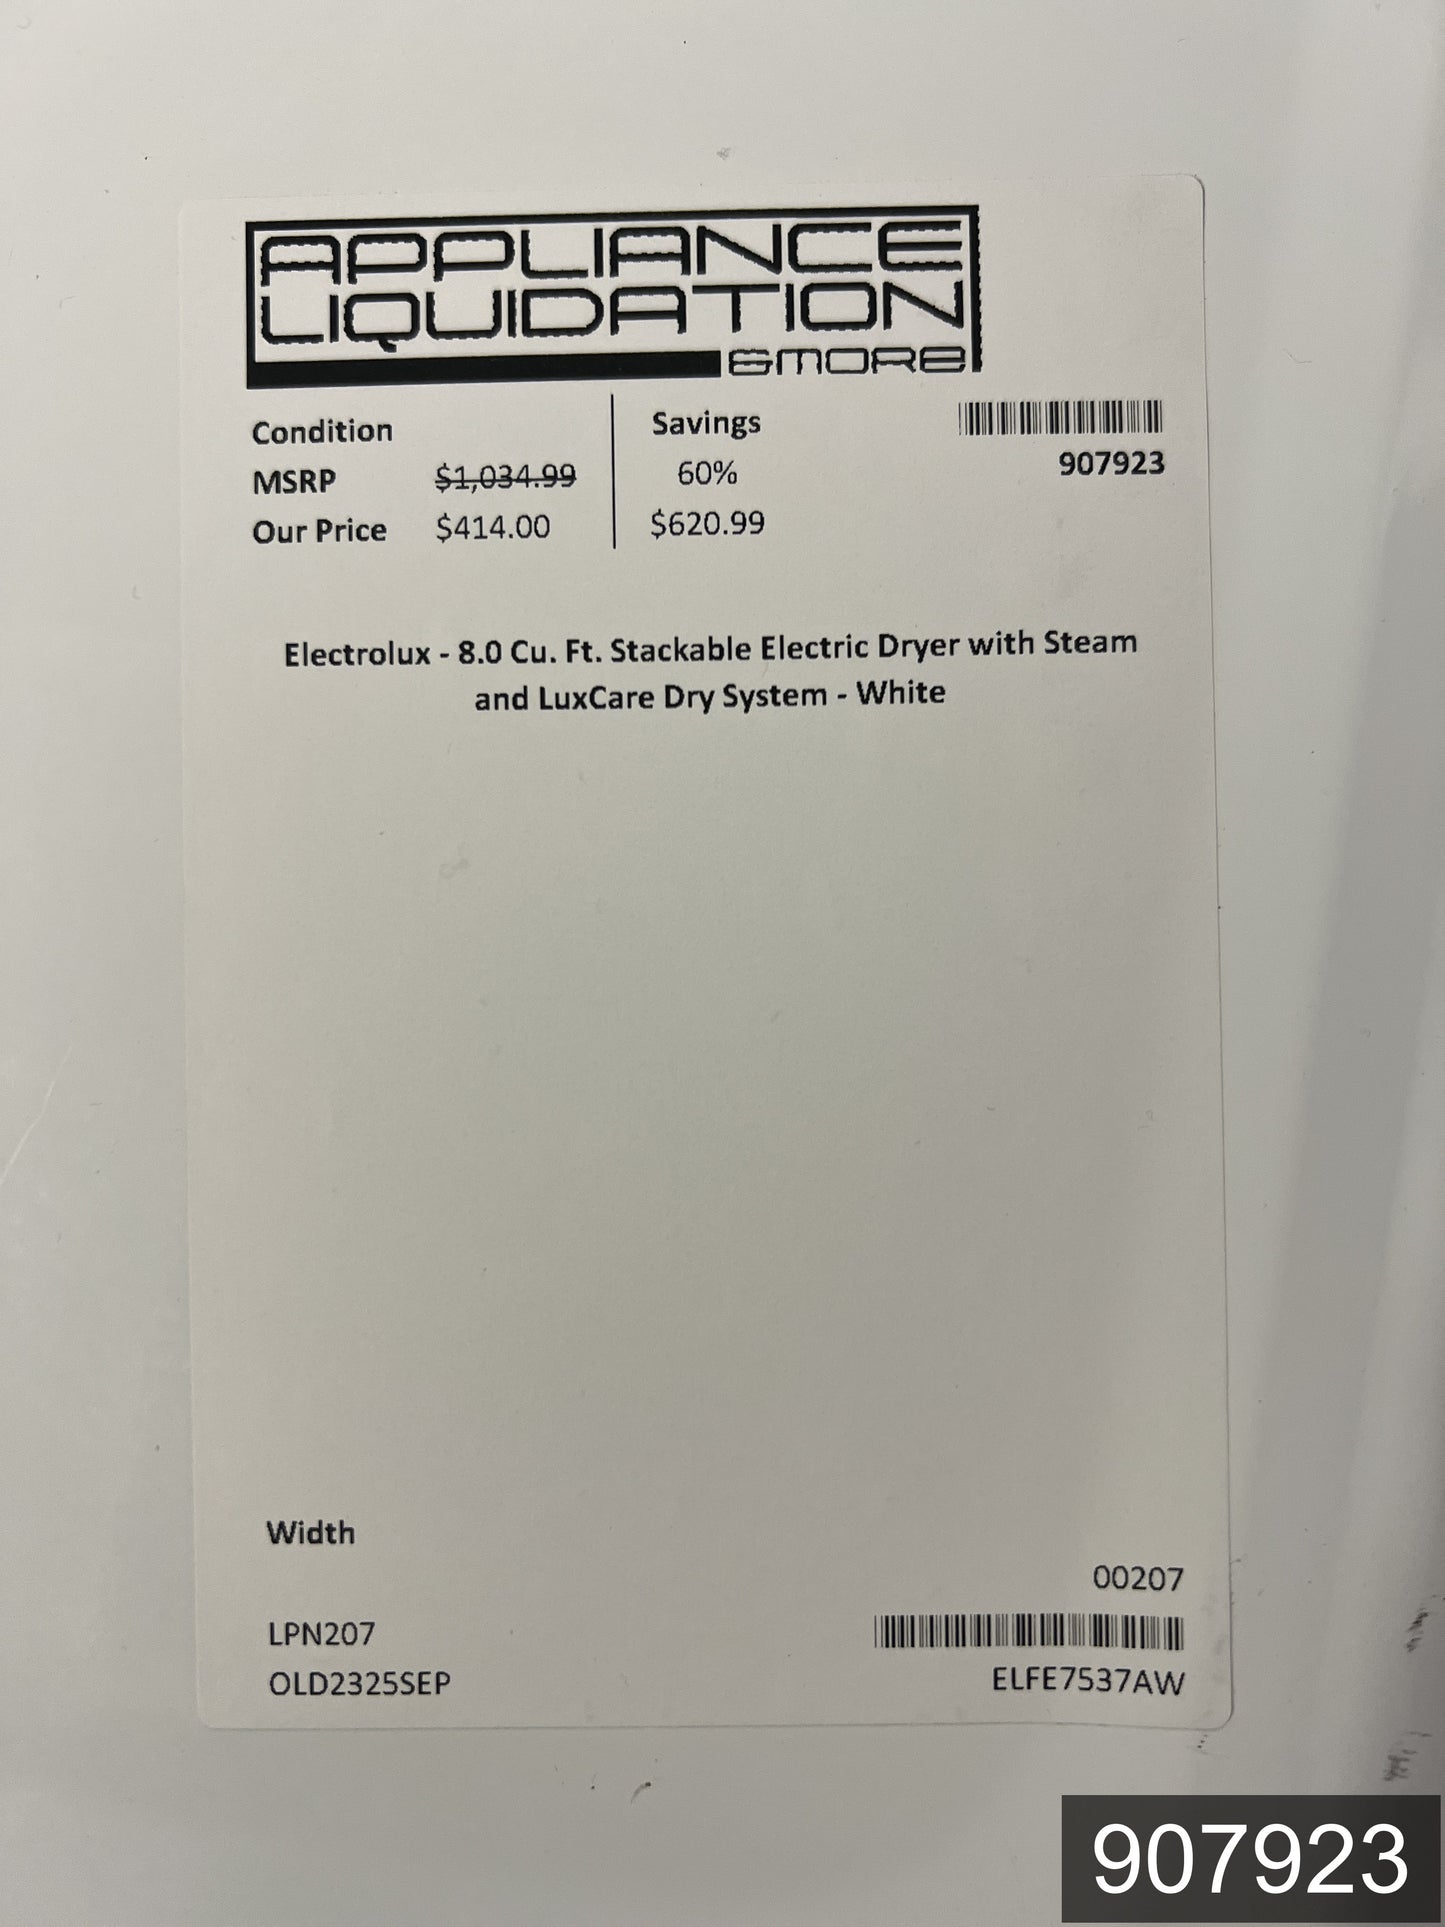 APPLIANCE
LIQUIDATION
&MORE
Condition
MSRP $1,034.99
Our Price $414.00
Savings
60%
$620.99
907923
Electrolux - 8.0 Cu. Ft. Stackable Electric Dryer with Steam
and LuxCare Dry System - White
Width
00207
LPN207
OLD2325SEP
ELFE7537AW
907923